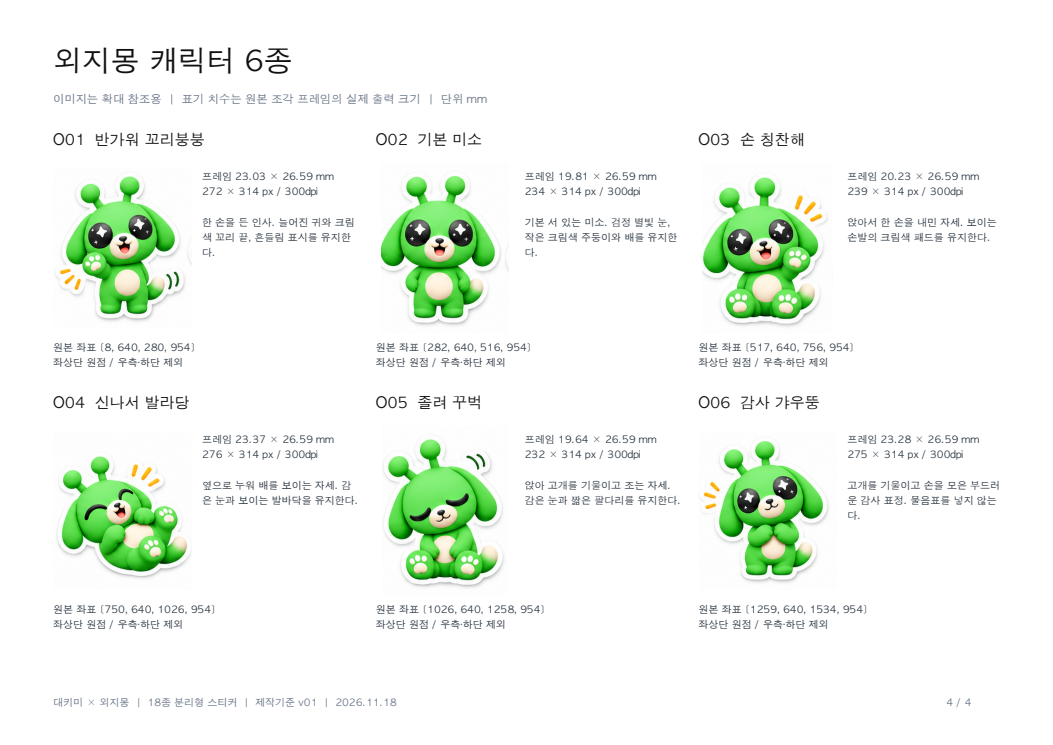 외지몽 캐릭터 6종
이미지는 확대 참조용 | 표기 치수는 원본 조각 프레임의 실제 출력 크기 | 단위 mm
O01 반가워 꼬리붕붕
프레임 23.03 × 26.59 mm
272 × 314 px / 300dpi
한 손을 든 인사. 늘어진 귀와 크림
색 꼬리 끝, 흔들림 표시를 유지한
다.
원본 좌표 [8, 640, 280, 954]
좌상단 원점 / 우측·하단 제외
O02 기본 미소
프레임 19.81 × 26.59 mm
234 × 314 px / 300dpi
기본 서 있는 미소. 검정 별빛 눈,
작은 크림색 주둥이와 배를 유지한
다.
원본 좌표 [282, 640, 516, 954]
좌상단 원점 / 우측·하단 제외
O03 손 칭찬해
프레임 20.23 × 26.59 mm
239 × 314 px / 300dpi
앉아서 한 손을 내민 자세. 보이는
손발의 크림색 패드를 유지한다.
원본 좌표 [517, 640, 756, 954]
좌상단 원점 / 우측·하단 제외
O04 신나서 발라당
프레임 23.37 × 26.59 mm
276 × 314 px / 300dpi
옆으로 누워 배를 보이는 자세. 감
은 눈과 보이는 발바닥을 유지한다.
원본 좌표 [750, 640, 1026, 954]
좌상단 원점 / 우측·하단 제외
O05 졸려 꾸벅
프레임 19.64 × 26.59 mm
232 × 314 px / 300dpi
앉아 고개를 기울이고 조는 자세.
감은 눈과 짧은 팔다리를 유지한다.
원본 좌표 [1026, 640, 1258, 954]
좌상단 원점 / 우측·하단 제외
O06 감사 갸우뚱
프레임 23.28 × 26.59 mm
275 × 314 px / 300dpi
고개를 기울이고 손을 모은 부드러
운 감사 표정. 물음표를 넣지 않는
다.
원본 좌표 [1259, 640, 1534, 954]
좌상단 원점 / 우측·하단 제외
대키미 × 외지몽 | 18종 분리형 스티커 | 제작기준 v01 | 2026.11.18
4 / 4